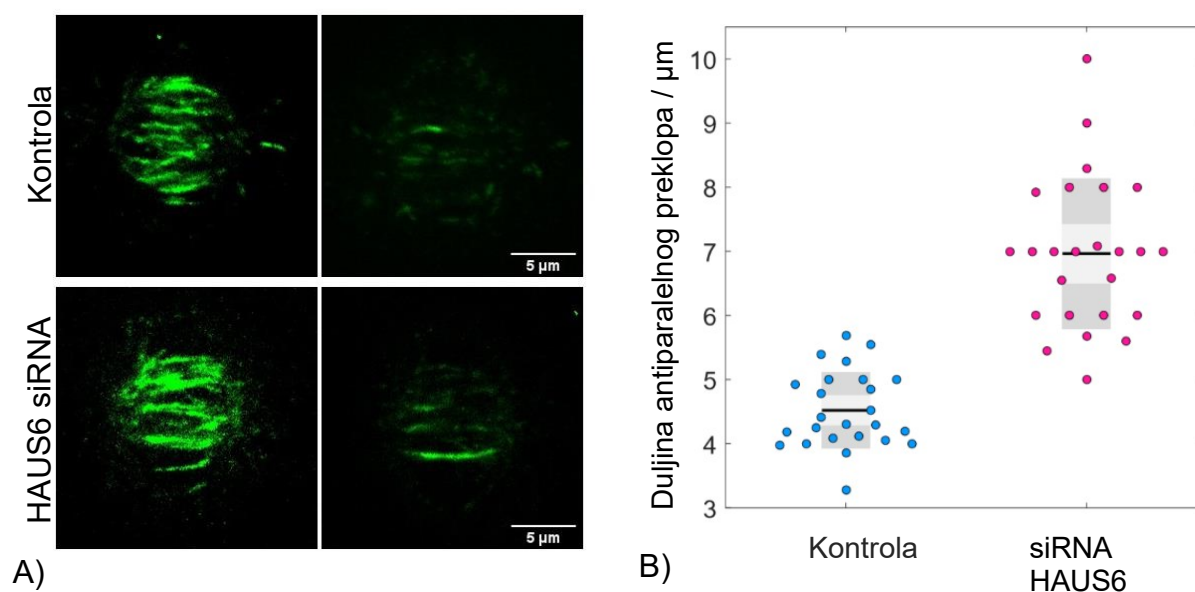 Kontrola
5 µm
HAUS6 siRNA
5 µm
A)
Duljina antiparalelnog preklopa / µm
10
9
8
7
6
5
4
3
Kontrola
siRNA
HAUS6
B)